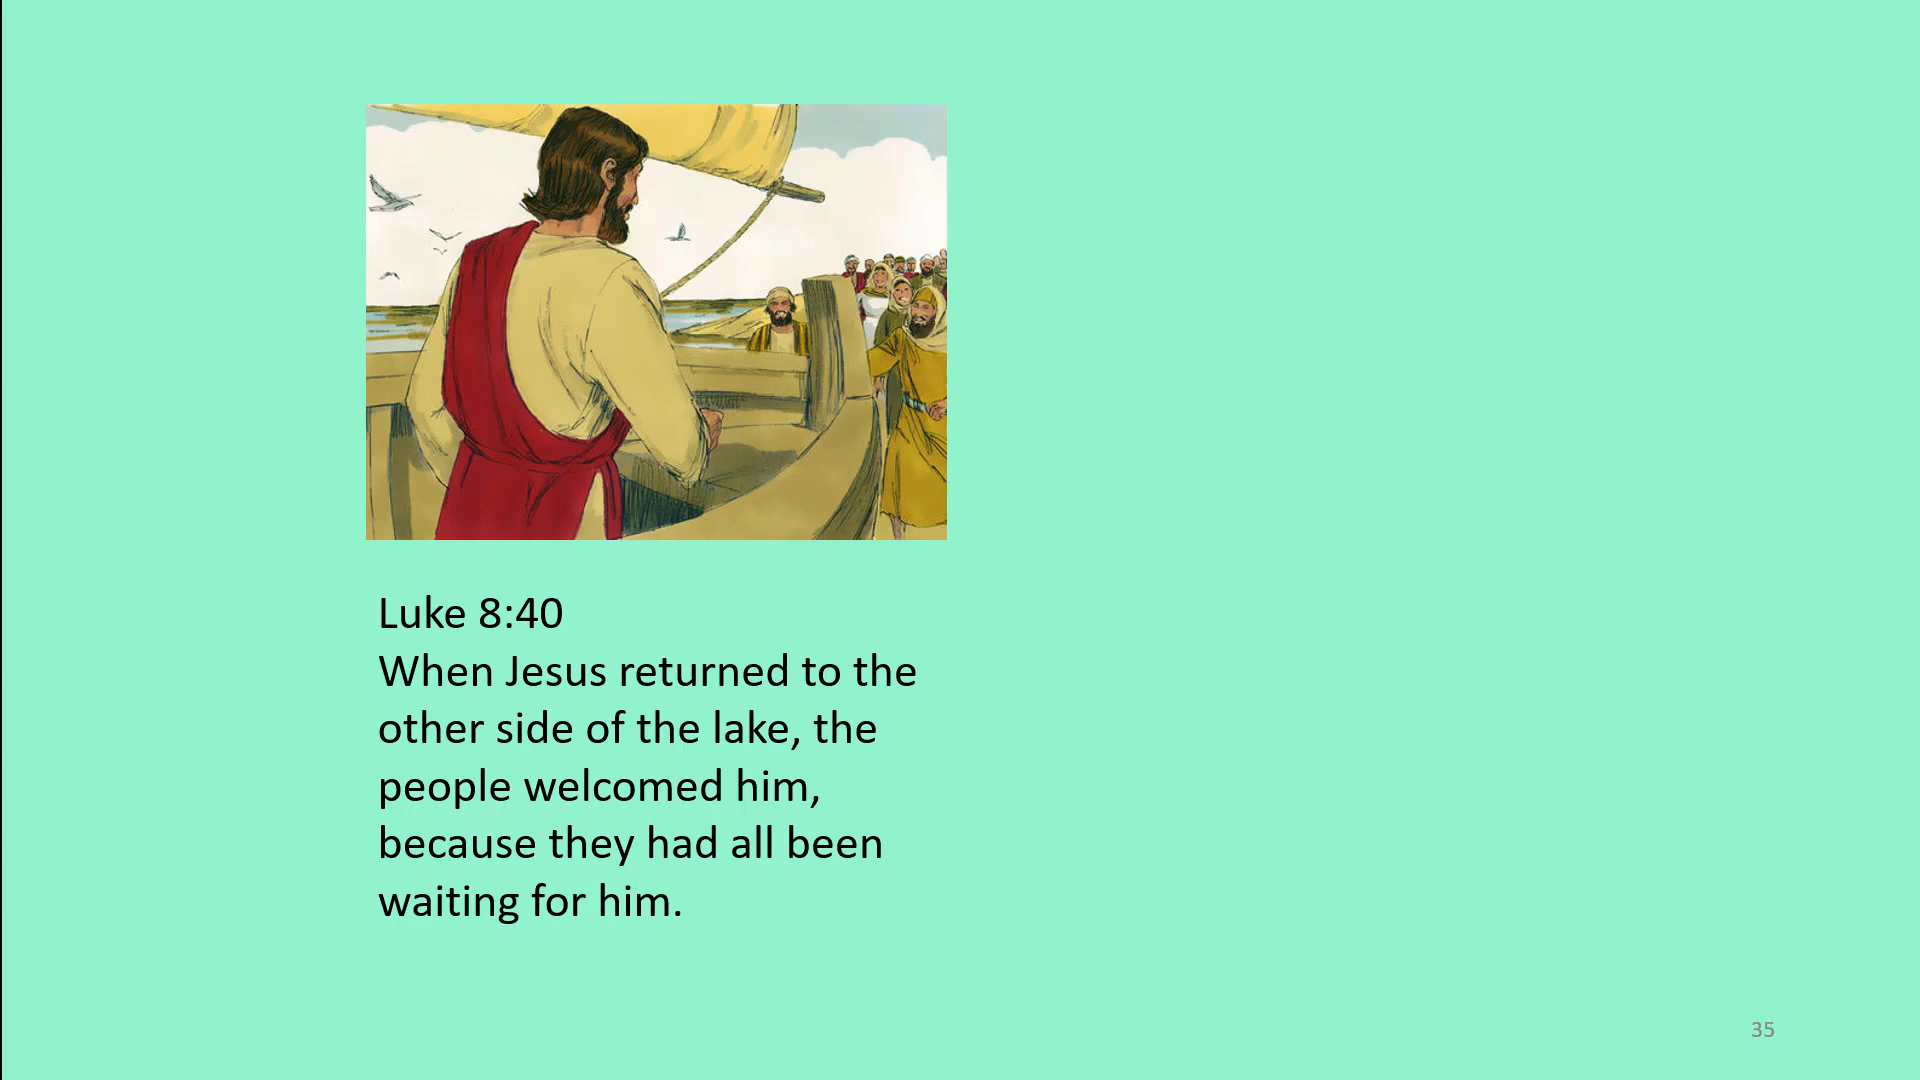 Luke 8:40
When Jesus returned to the
other side of the lake, the
people welcomed him,
because they had all been
waiting for him.
35